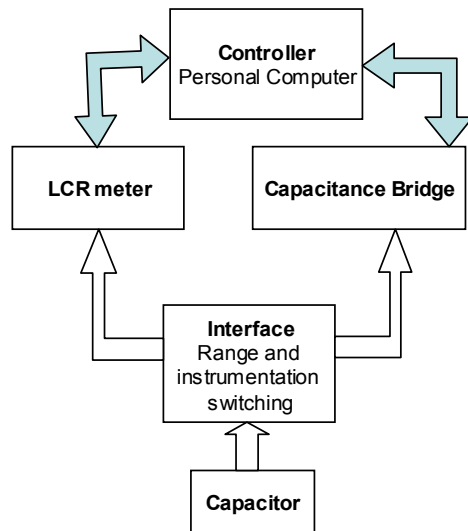 Controller
Personal Computer
LCR meter
Capacitance Bridge
Interface
Range and
instrumentation
switching
Capacitor